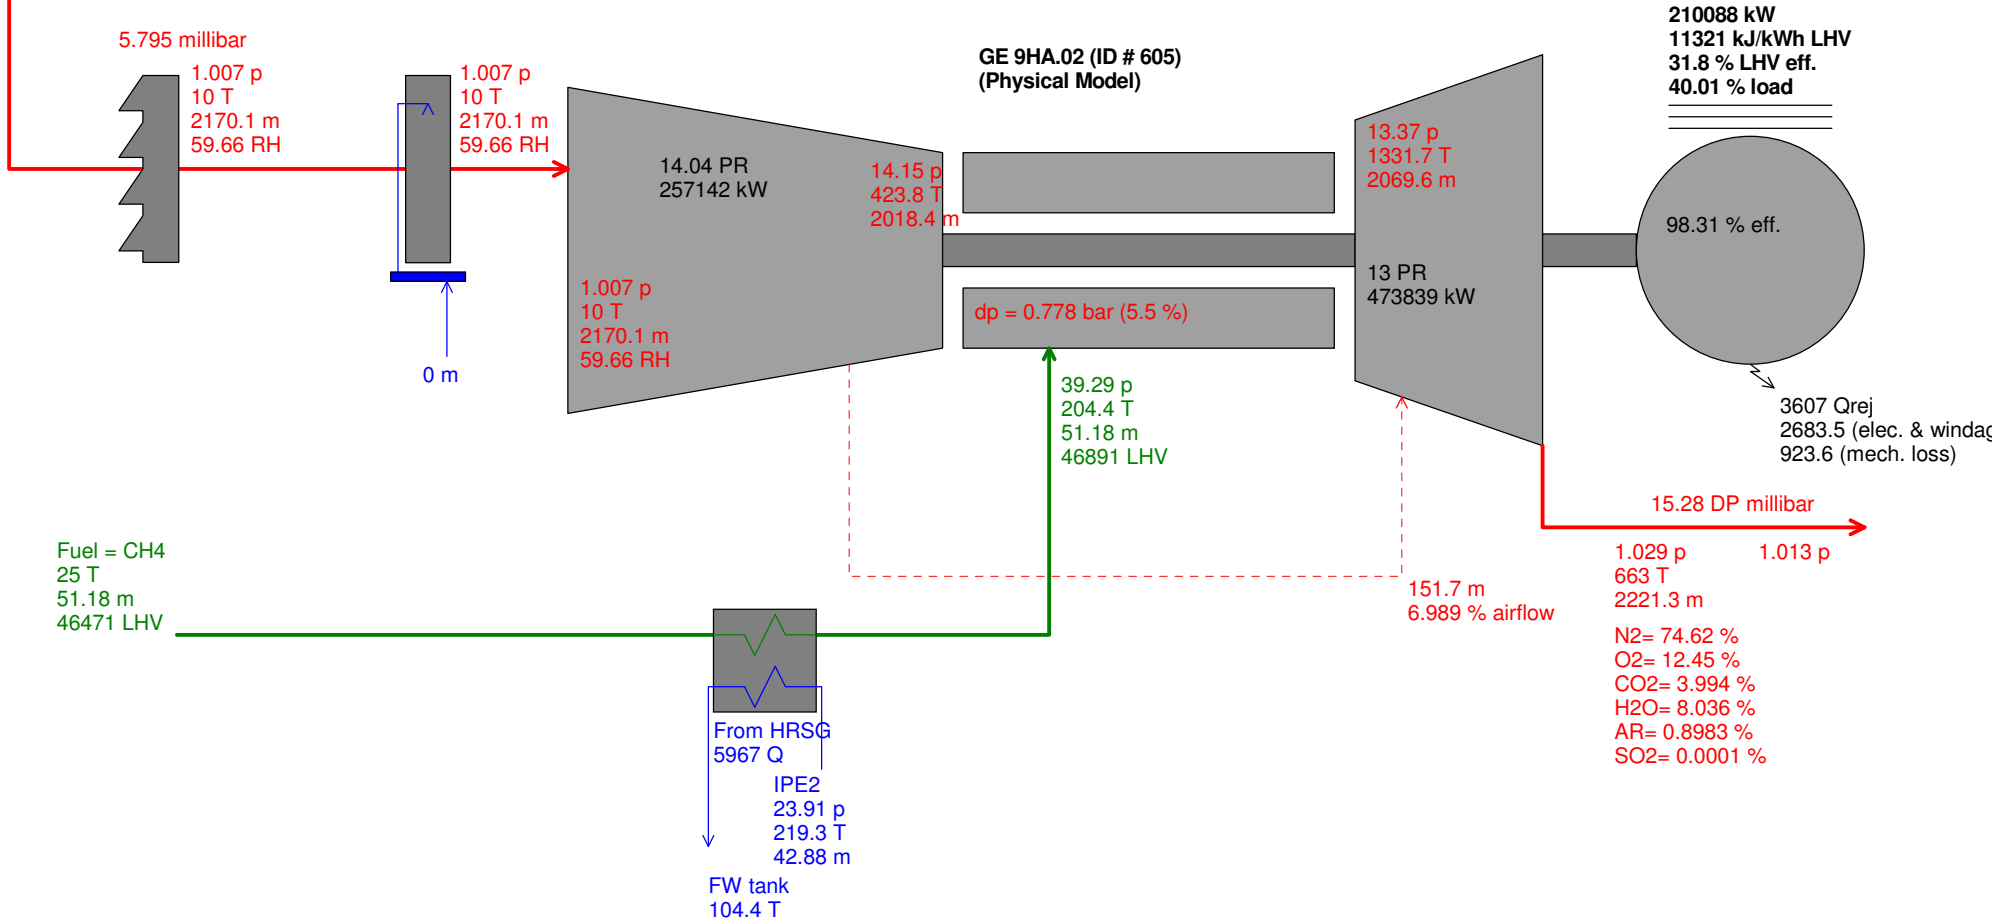 210088 kW
11321 kJ/kWh LHV
31.8 % LHV eff.
40.01 % load
5.795 millibar
1.007 p
10 T
2170.1 m
59.66 RH
1.007 p
10 T
2170.1 m
59.66 RH
GE 9HA.02 (ID # 605)
(Physical Model)
14.04 PR
257142 kW
14.15 p
423.8 T
2018.4 m
13.37 p
1331.7 T
2069.6 m
98.31 % eff.
1.007 p
10 T
2170.1 m
59.66 RH
dp = 0.778 bar (5.5 %)
13 PR
473839 kW
0 m
39.29 p
204.4 T
51.18 m
46891 LHV
3607 Qrej
2683.5 (elec. & windag
923.6 (mech. loss)
15.28 DP millibar
1.029 p
663 T
2221.3 m
1.013 p
Fuel = CH4
25 T
51.18 m
46471 LHV
151.7 m
6.989 % airflow
N2= 74.62 %
O2= 12.45 %
CO2= 3.994 %
H2O= 8.036 %
AR= 0.8983 %
SO2= 0.0001 %
From HRSG
5967 Q
IPE2
23.91 p
219.3 T
42.88 m
FW tank
104.4 T